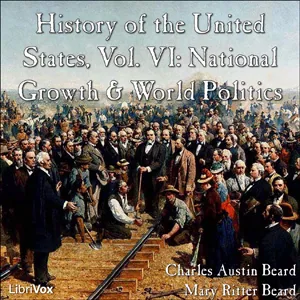 History of the United
States, Vol. VI: National
Growth & World Politics
Charles Austin Beard
LibriVox
Mary Ritter Beard